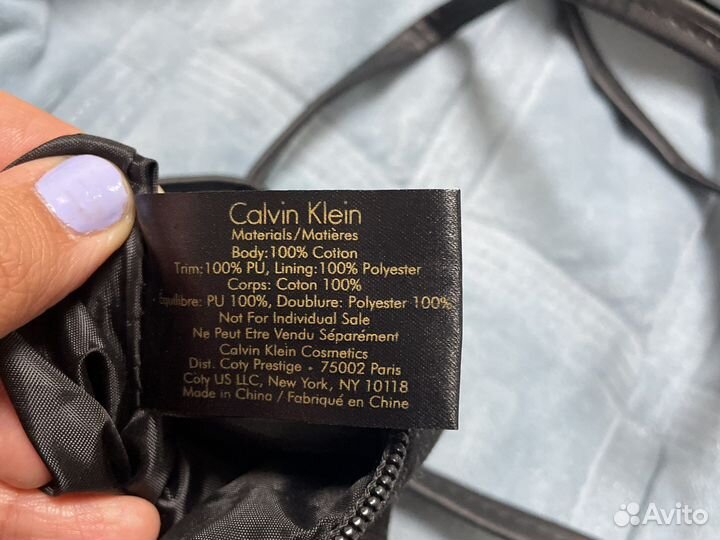 Calvin Klein
Materials/Matières
Body:100% Cotton
Trim:100% PU, Lining:100% Polyester
Corps: Coton 100%
Équilibre: PU 100%, Doublure: Polyester 100%
Not For Individual Sale
Ne Peut Etre Vendu Séparément
Calvin Klein Cosmetics
Dist. Coty Prestige - 75002 Paris
Coty US LLC, New York, NY 10118
Made in China / Fabriqué en Chine
Avito